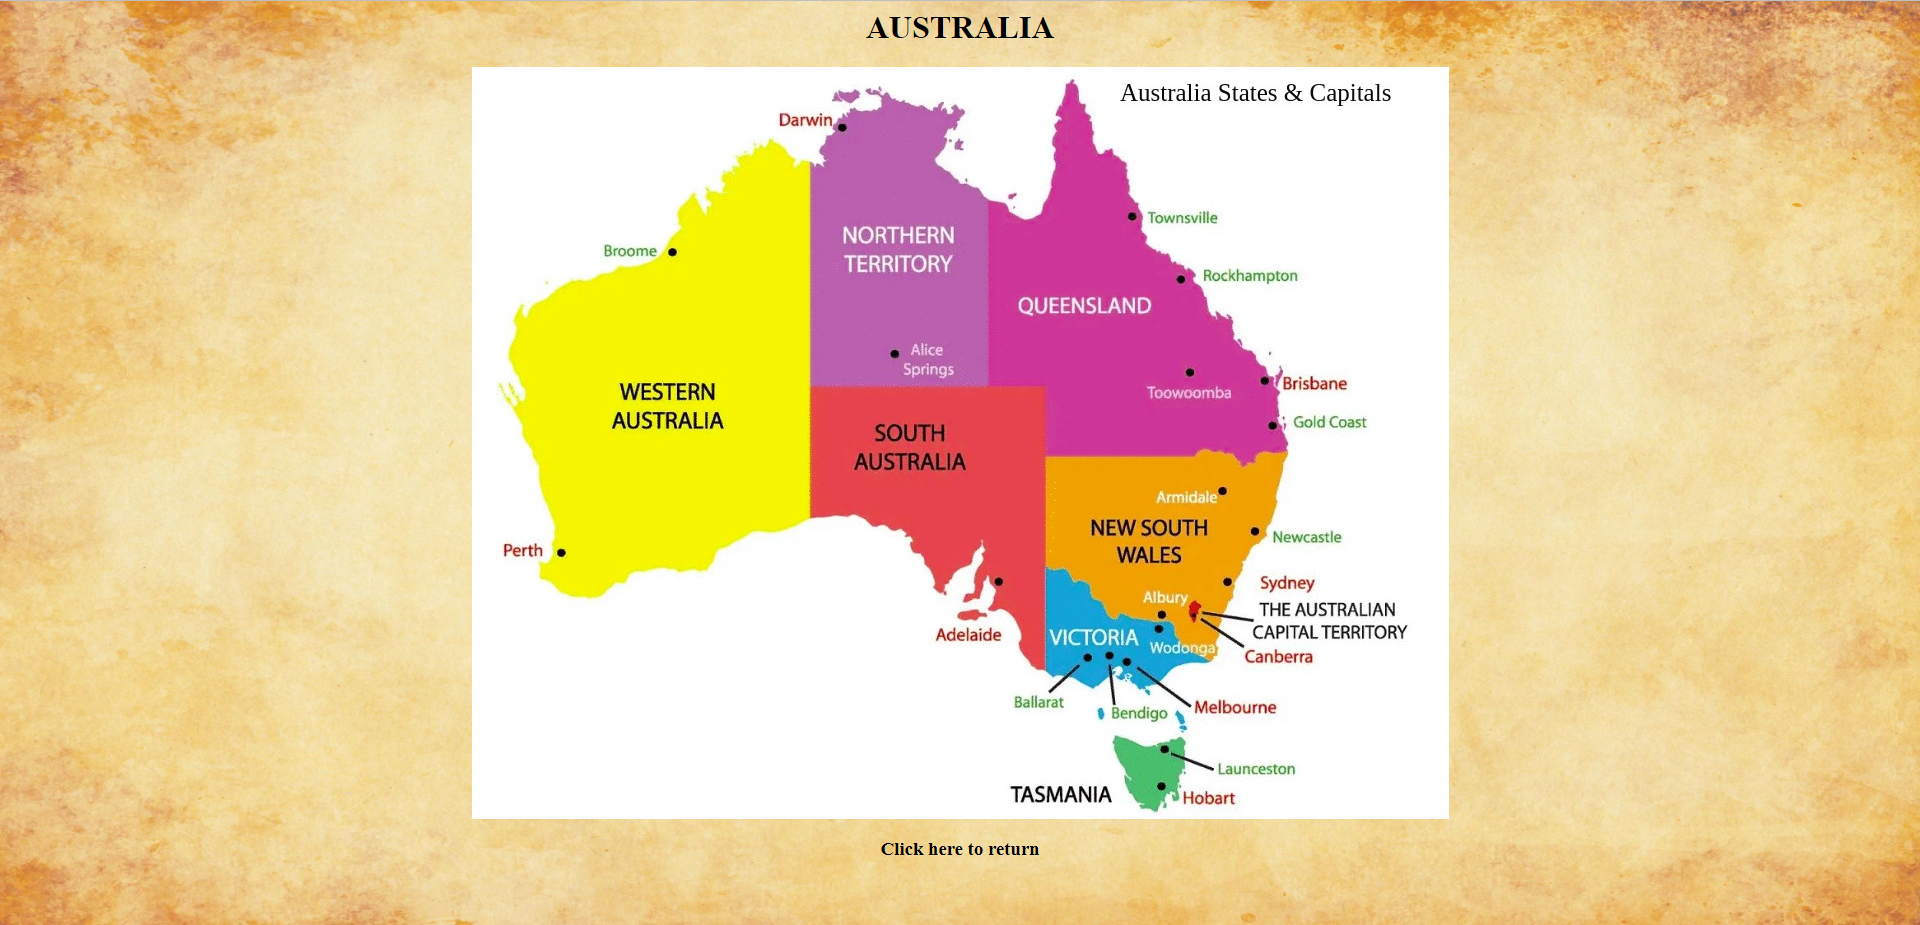 AUSTRALIA
Australia States & Capitals
Darwin
Townsville
NORTHERN
TERRITORY
Broome
Rockhampton
QUEENSLAND
Alice
Springs
Brisbane
Toowoomba
WESTERN
AUSTRALIA
Gold Coast
SOUTH
AUSTRALIA
Armidale
NEW SOUTH
WALES
Newcastle
Perth
Sydney
Albury
THE AUSTRALIAN
CAPITAL TERRITORY
Adelaide
VICTORIA
Wodonga
Canberra
Ballarat
Bendigo
Melbourne
Launceston
TASMANIA
Hobart
Click here to return